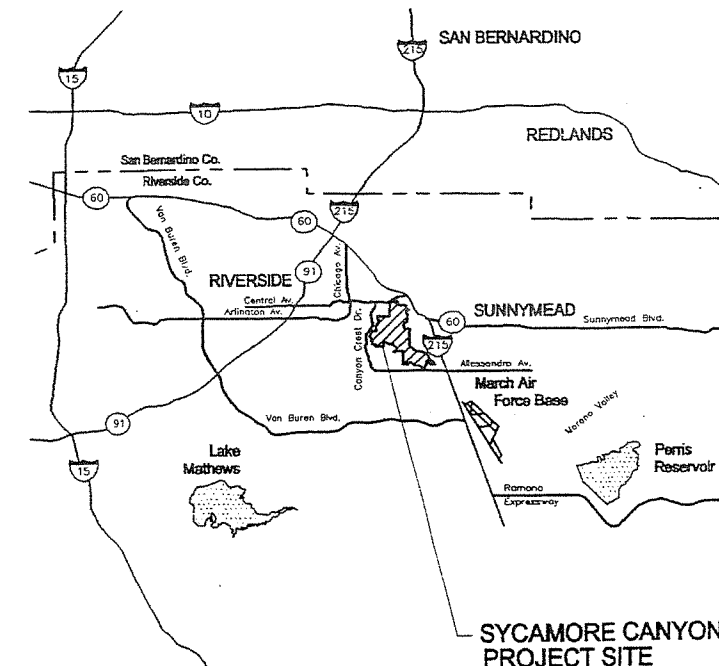 SAN BERNARDINO
215
15
10
REDLANDS
San Bernardino Co.
Riverside Co.
60
Van Buren Blvd.
60
215
91
RIVERSIDE
Chicago Av.
Central Av.
Arlington Av.
Canyon Crest Dr.
SUNNYMEAD
60
Sunnymead Blvd.
215
Alessandro Av.
March Air
Force Base
Moreno Valley
Van Buren Blvd.
91
15
Lake
Mathews
Perris
Reservoir
Ramona
Expressway
SYCAMORE CANYON
PROJECT SITE